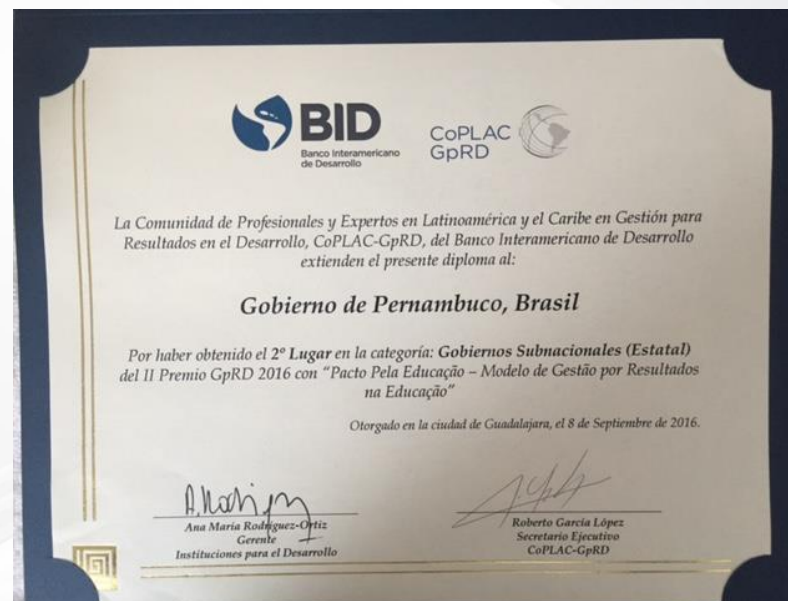 BID
Banco Interamericano
de Desarrollo
CoPLAC
GpRD
La Comunidad de Profesionales y Expertos en Latinoamérica y el Caribe en Gestión para
Resultados en el Desarrollo, CoPLAC-GpRD, del Banco Interamericano de Desarrollo
extienden el presente diploma al:
Gobierno de Pernambuco, Brasil
Por haber obtenido el 2º Lugar en la categoría: Gobiernos Subnacionales (Estatal)
del II Premio GpRD 2016 con “Pacto Pela Educação – Modelo de Gestão por Resultados
na Educação”
Otorgado en la ciudad de Guadalajara, el 8 de Septiembre de 2016.
Ana María Rodríguez-Ortiz
Gerente
Instituciones para el Desarrollo
Roberto García López
Secretario Ejecutivo
CoPLAC-GpRD